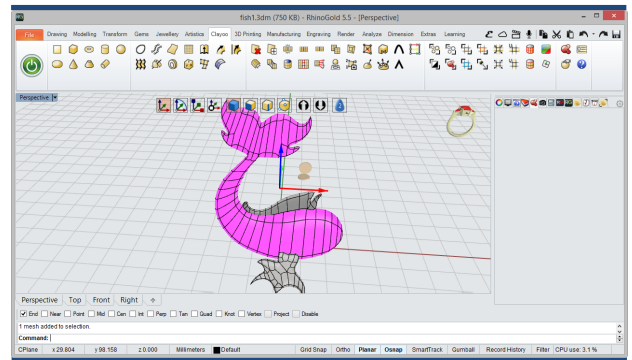 fish1.3dm (750 KB) - RhinoGold 5.5 - [Perspective]
File Drawing Modelling Transform Gems Jewellery Artistics Clayoo 3D Printing Manufacturing Engraving Render Analyze Dimension Extras Learning
Perspective
Perspective Top Front Right
End Near Point Mid Cen Int Perp Tan Quad Knot Vertex Project Disable
1 mesh added to selection.
Command:
CPlane x 29.804 y 98.158 z 0.000 Millimeters Default Grid Snap Ortho Planar Osnap SmartTrack Gumball Record History Filter CPU use: 3.1 %